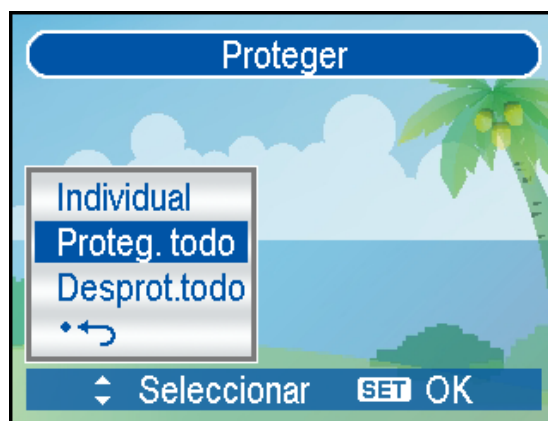 Proteger
Individual
Proteg. todo
Desprot.todo
Seleccionar SET OK